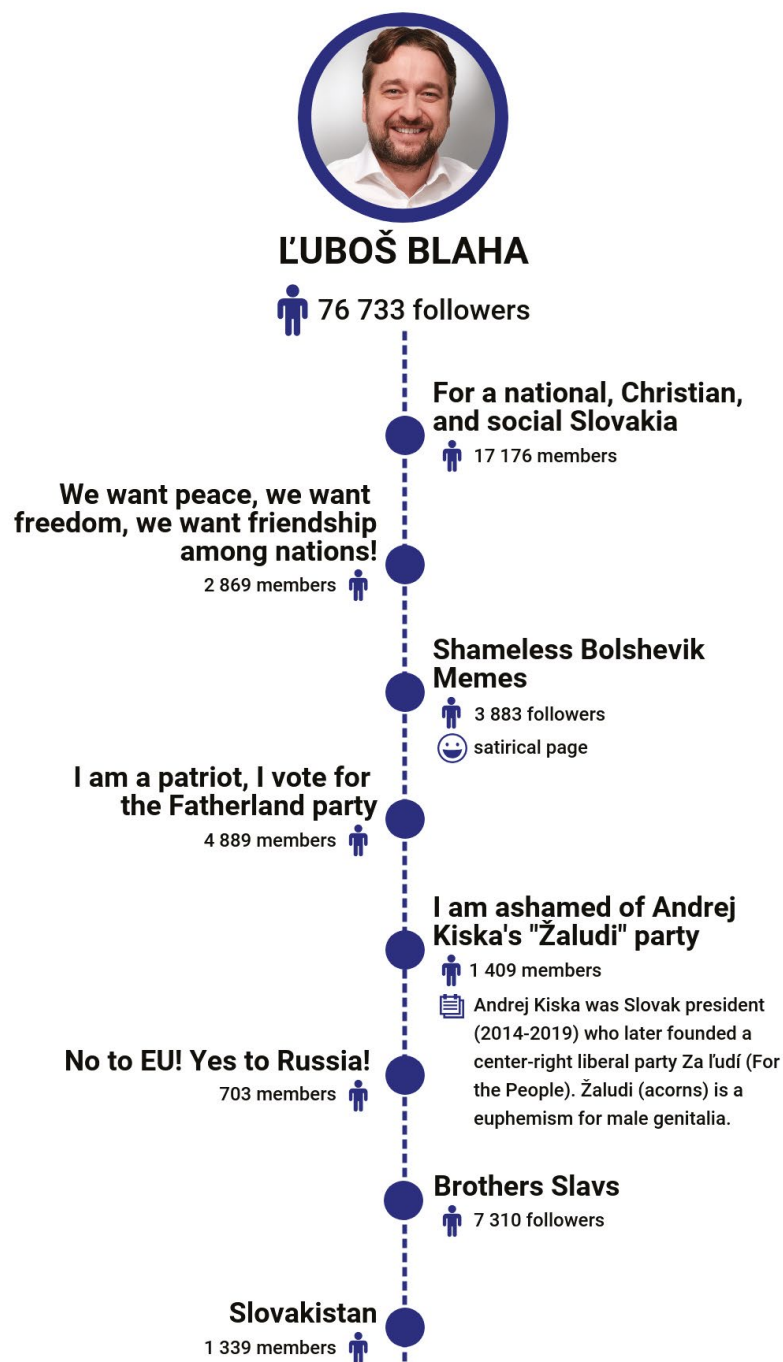 ĽUBOŠ BLAHA
76 733 followers
For a national, Christian,
and social Slovakia
17 176 members
We want peace, we want
freedom, we want friendship
among nations!
2 869 members
Shameless Bolshevik
Memes
3 883 followers
satirical page
I am a patriot, I vote for
the Fatherland party
4 889 members
I am ashamed of Andrej
Kiska's "Žaludi" party
1 409 members
Andrej Kiska was Slovak president
(2014-2019) who later founded a
center-right liberal party Za ľudí (For
the People). Žaludi (acorns) is a
euphemism for male genitalia.
No to EU! Yes to Russia!
703 members
Brothers Slavs
7 310 followers
Slovakistan
1 339 members